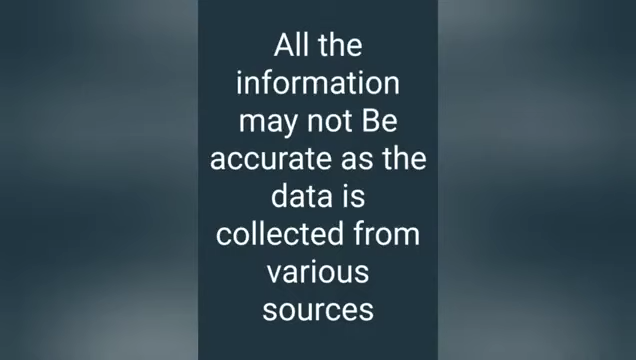 All the
information
may not Be
accurate as the
data is
collected from
various
sources